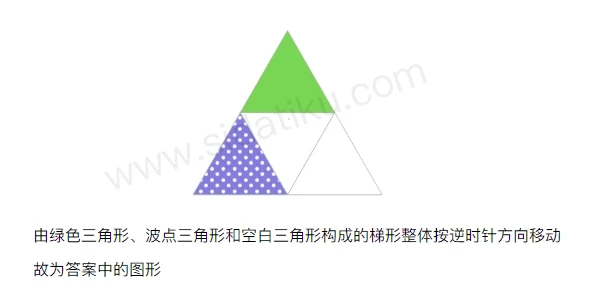 www.sidatiku.com
由绿色三角形、波点三角形和空白三角形构成的梯形整体按逆时针方向移动
故为答案中的图形